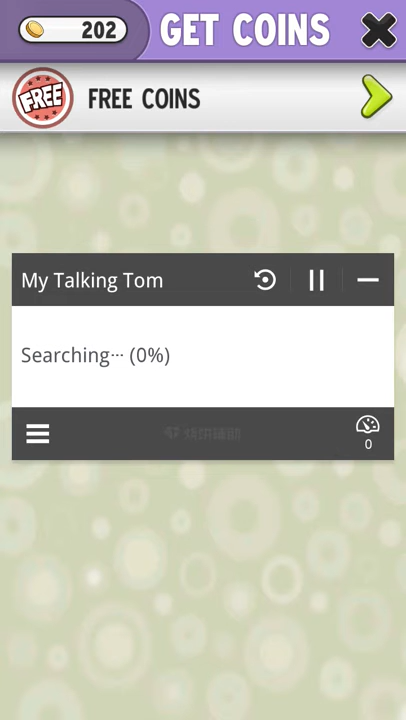 202
GET COINS
FREE
FREE COINS
My Talking Tom
Searching··· (0%)
0